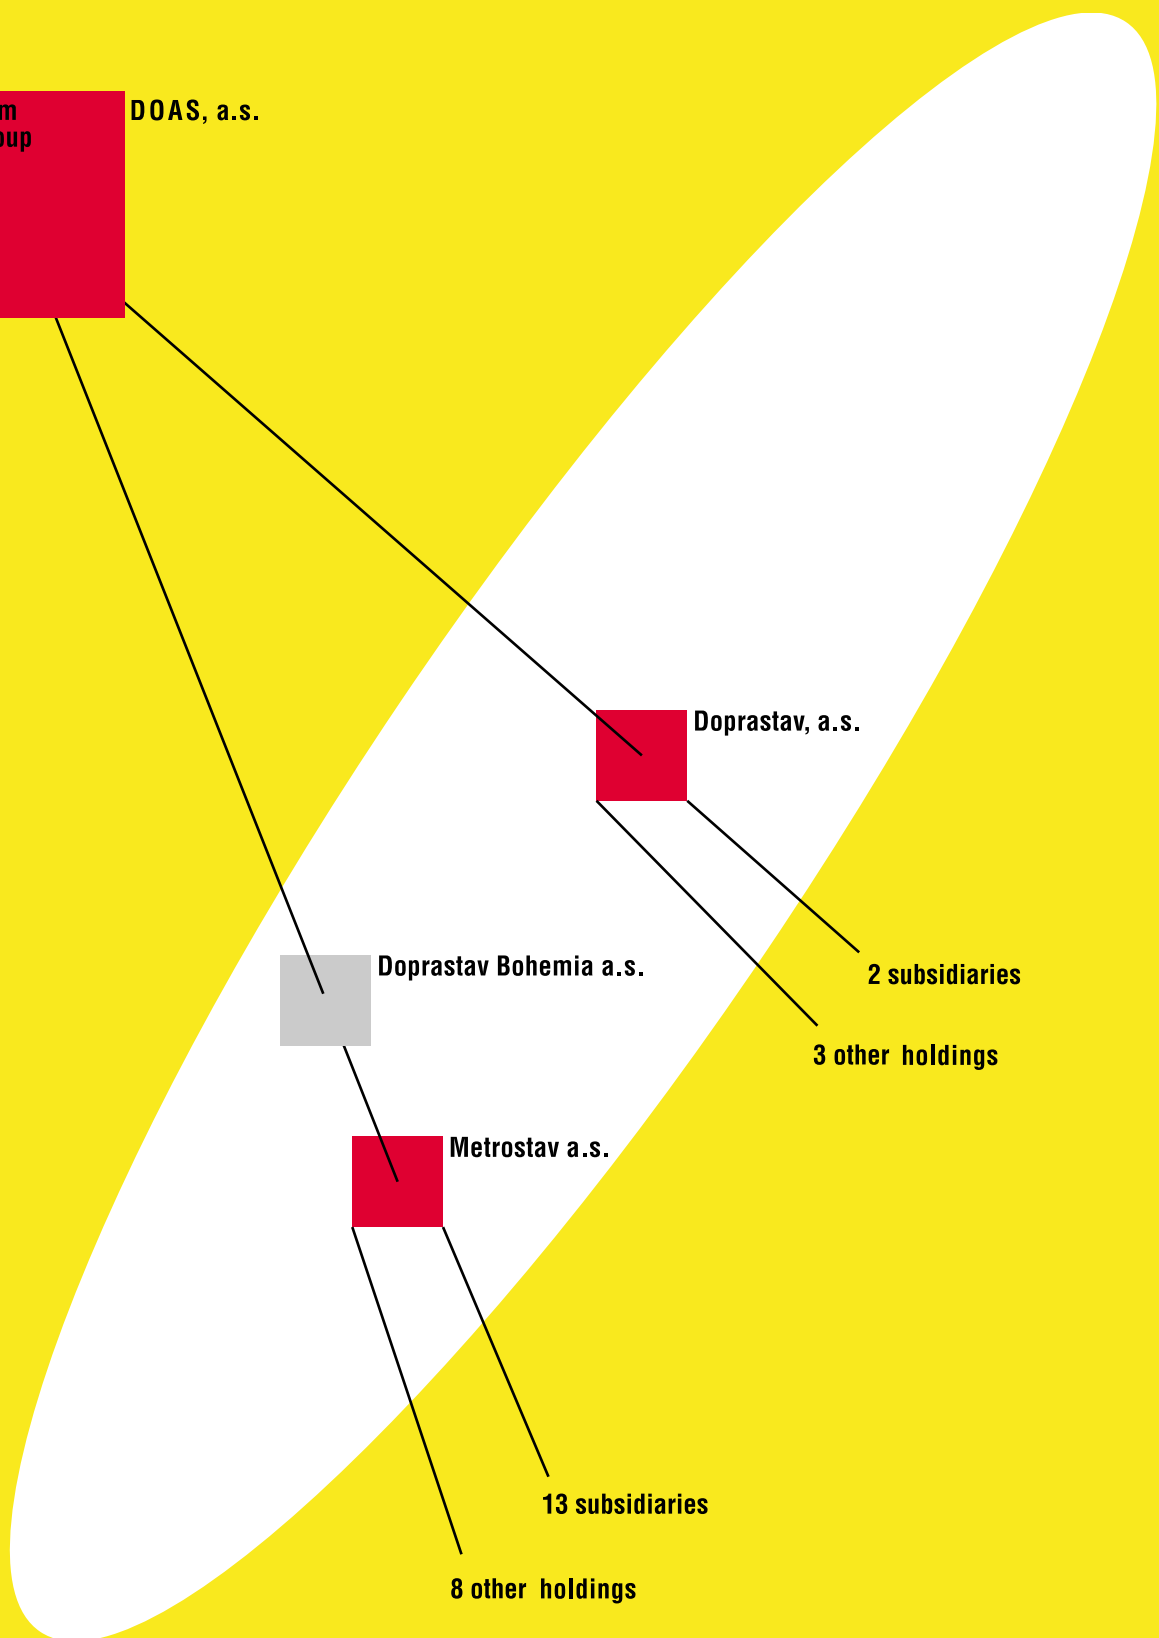 DOAS, a.s.
Doprastav, a.s.
Doprastav Bohemia a.s.
2 subsidiaries
3 other holdings
Metrostav a.s.
13 subsidiaries
8 other holdings